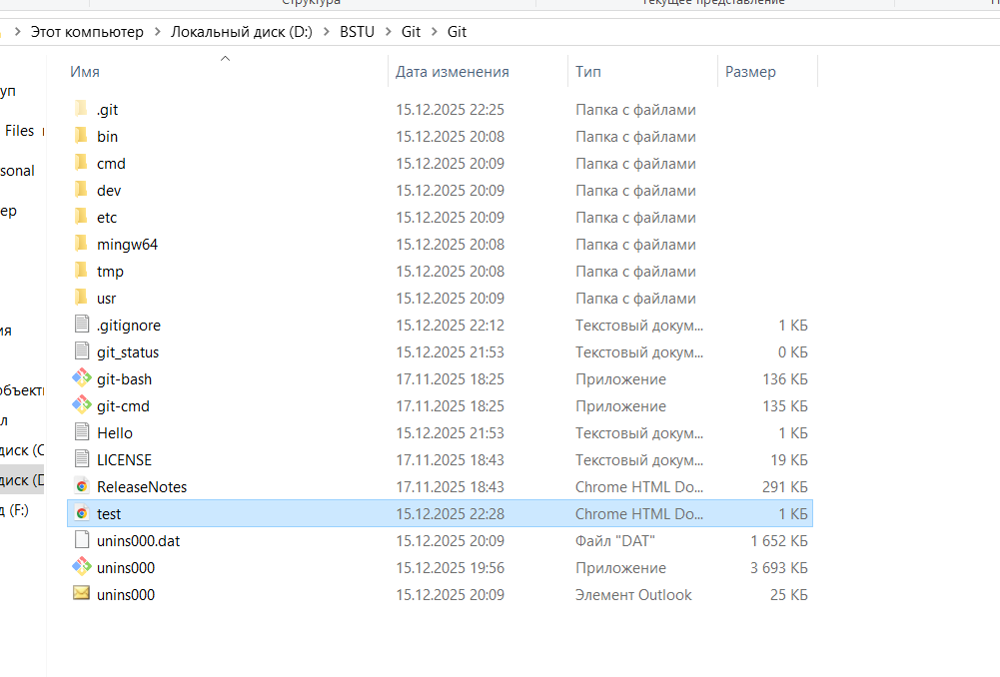 Структура Текущее представление
Этот компьютер > Локальный диск (D:) > BSTU > Git > Git
Имя Дата изменения Тип Размер
уп
Files
sonal
ер
ия
объекты
л
диск (C
диск (D
д (F:)
.git 15.12.2025 22:25 Папка с файлами
bin 15.12.2025 20:08 Папка с файлами
cmd 15.12.2025 20:09 Папка с файлами
dev 15.12.2025 20:09 Папка с файлами
etc 15.12.2025 20:09 Папка с файлами
mingw64 15.12.2025 20:08 Папка с файлами
tmp 15.12.2025 20:08 Папка с файлами
usr 15.12.2025 20:09 Папка с файлами
.gitignore 15.12.2025 22:12 Текстовый докум... 1 КБ
git_status 15.12.2025 21:53 Текстовый докум... 0 КБ
git-bash 17.11.2025 18:25 Приложение 136 КБ
git-cmd 17.11.2025 18:25 Приложение 135 КБ
Hello 15.12.2025 21:53 Текстовый докум... 1 КБ
LICENSE 17.11.2025 18:43 Текстовый докум... 19 КБ
ReleaseNotes 17.11.2025 18:43 Chrome HTML Do... 291 КБ
test 15.12.2025 22:28 Chrome HTML Do... 1 КБ
unins000.dat 15.12.2025 20:09 Файл "DAT" 1 652 КБ
unins000 15.12.2025 19:56 Приложение 3 693 КБ
unins000 15.12.2025 20:09 Элемент Outlook 25 КБ